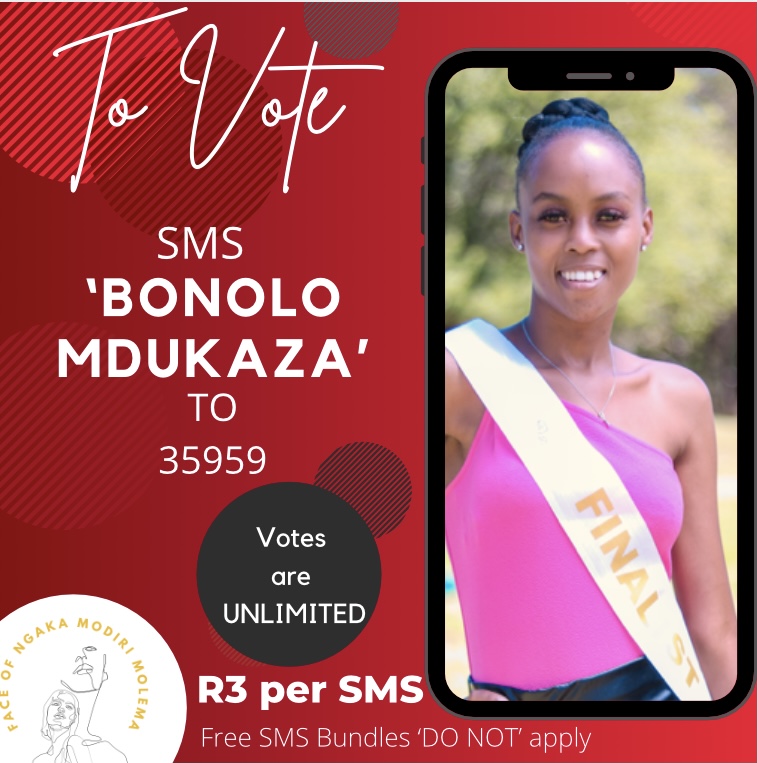 To Vote
SMS
‘BONOLO
MDUKAZA’
TO
35959
Votes
are
UNLIMITED
FINAL ST
FACE OF NGAKA MODIRI MOLEMA
R3 per SMS
Free SMS Bundles ‘DO NOT’ apply